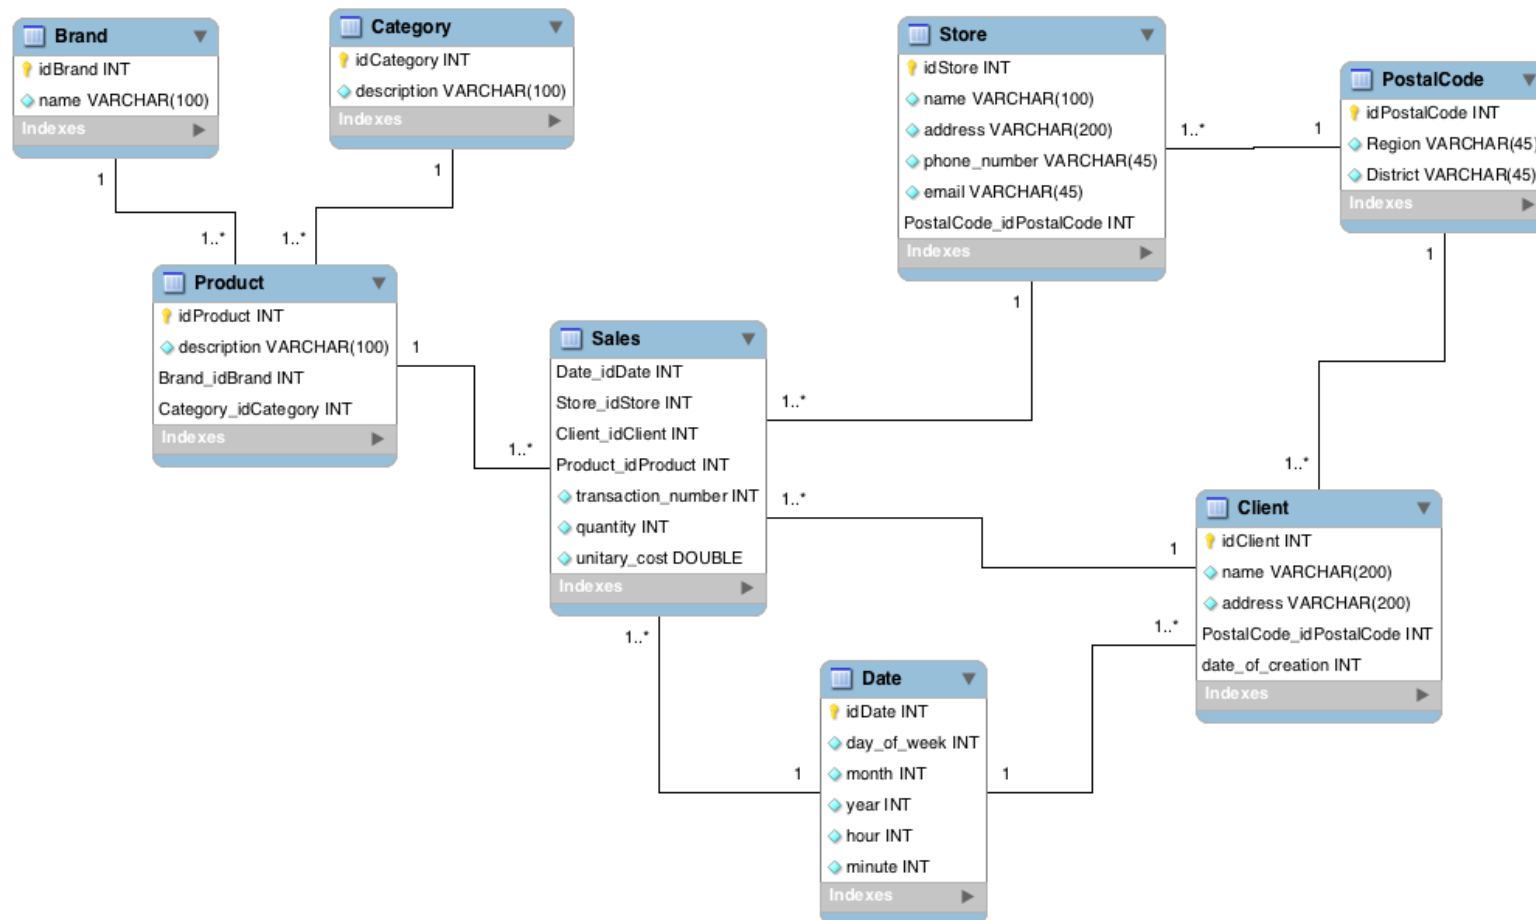 Brand
idBrand INT
name VARCHAR(100)
Indexes
Category
idCategory INT
description VARCHAR(100)
Indexes
Store
idStore INT
name VARCHAR(100)
address VARCHAR(200)
phone_number VARCHAR(45)
email VARCHAR(45)
PostalCode_idPostalCode INT
Indexes
PostalCode
idPostalCode INT
Region VARCHAR(45)
District VARCHAR(45)
Indexes
1..*
1
1
1
1..*
1..*
1
1
Product
idProduct INT
description VARCHAR(100)
Brand_idBrand INT
Category_idCategory INT
Indexes
1
1..*
Sales
Date_idDate INT
Store_idStore INT
Client_idClient INT
Product_idProduct INT
transaction_number INT
quantity INT
unitary_cost DOUBLE
Indexes
1..*
1..*
1
1..*
1..*
Client
idClient INT
name VARCHAR(200)
address VARCHAR(200)
PostalCode_idPostalCode INT
date_of_creation INT
Indexes
1..*
1
1
Date
idDate INT
day_of_week INT
month INT
year INT
hour INT
minute INT
Indexes